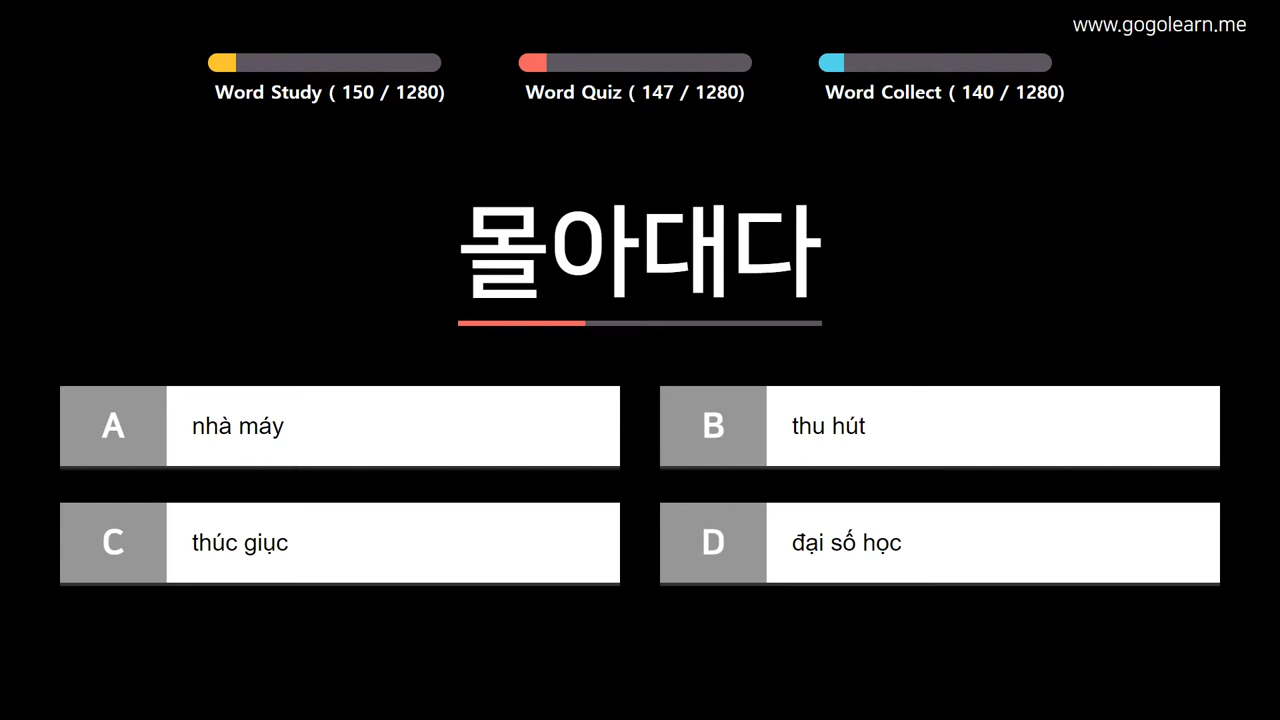 www.gogolearn.me
Word Study ( 150 / 1280)
Word Quiz ( 147 / 1280)
Word Collect ( 140 / 1280)
몰아대다
A nhà máy
B thu hút
C thúc giục
D đại số học